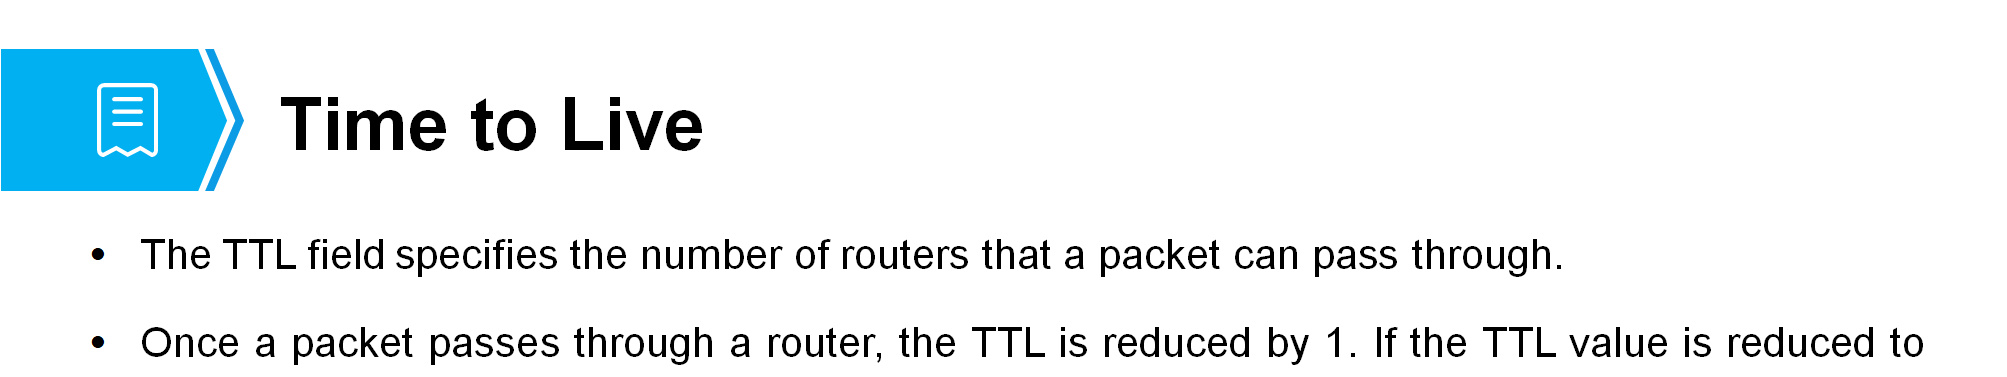 Time to Live
• The TTL field specifies the number of routers that a packet can pass through.
• Once a packet passes through a router, the TTL is reduced by 1. If the TTL value is reduced to